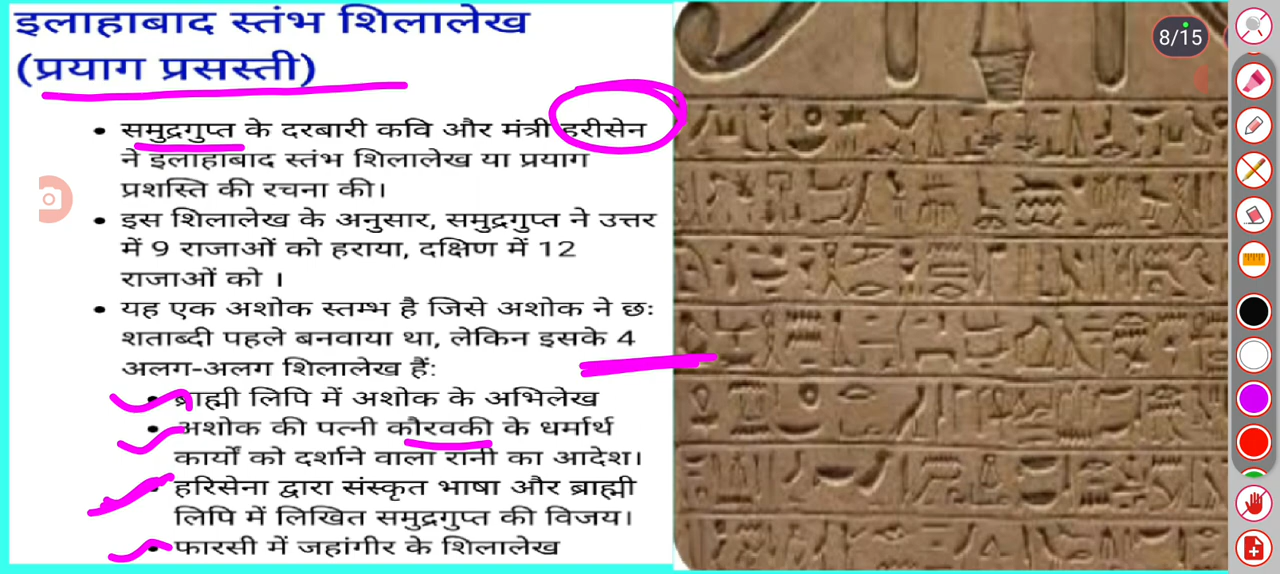 इलाहाबाद स्तंभ शिलालेख
(प्रयाग प्रसस्ती)
8/15
• समुद्रगुप्त के दरबारी कवि और मंत्री हरीसेन
ने इलाहाबाद स्तंभ शिलालेख या प्रयाग
प्रशस्ति की रचना की।
• इस शिलालेख के अनुसार, समुद्रगुप्त ने उत्तर
में 9 राजाओं को हराया, दक्षिण में 12
राजाओं को ।
• यह एक अशोक स्तम्भ है जिसे अशोक ने छः
शताब्दी पहले बनवाया था, लेकिन इसके 4
अलग-अलग शिलालेख हैं:
• ब्राह्मी लिपि में अशोक के अभिलेख
• अशोक की पत्नी कौरवकी के धर्मार्थ
कार्यों को दर्शाने वाला रानी का आदेश।
• हरिसेना द्वारा संस्कृत भाषा और ब्राह्मी
लिपि में लिखित समुद्रगुप्त की विजय।
• फारसी में जहांगीर के शिलालेख